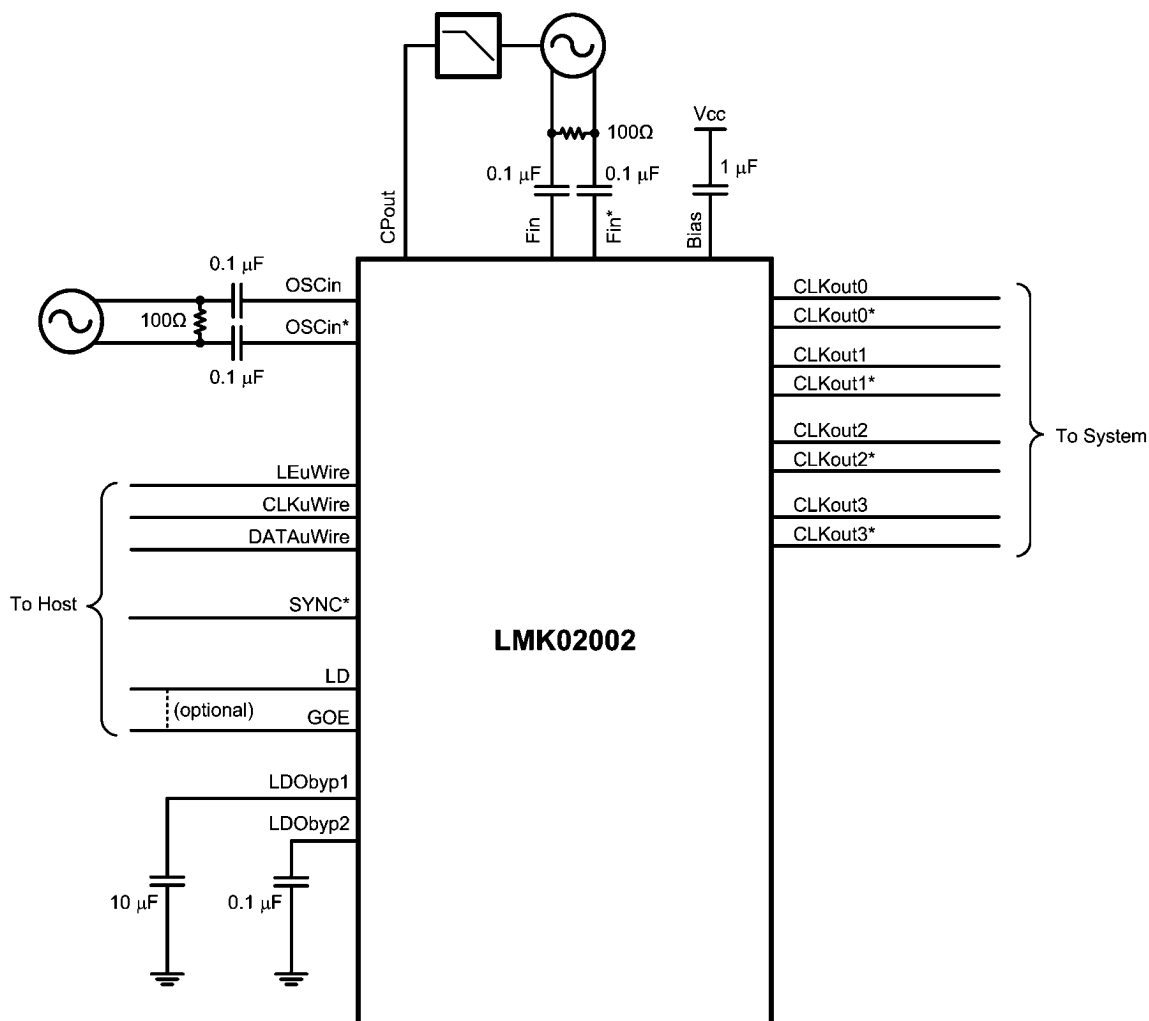 Vcc
100Ω
1 µF
0.1 µF
0.1 µF
CPout
Fin
Fin*
Bias
0.1 µF
OSCin
100Ω
OSCin*
0.1 µF
CLKout0
CLKout0*
CLKout1
CLKout1*
CLKout2
CLKout2*
CLKout3
CLKout3*
To System
LEuWire
CLKuWire
DATAuWire
To Host
SYNC*
LMK02002
LD
(optional)
GOE
LDObyp1
LDObyp2
10 µF
0.1 µF